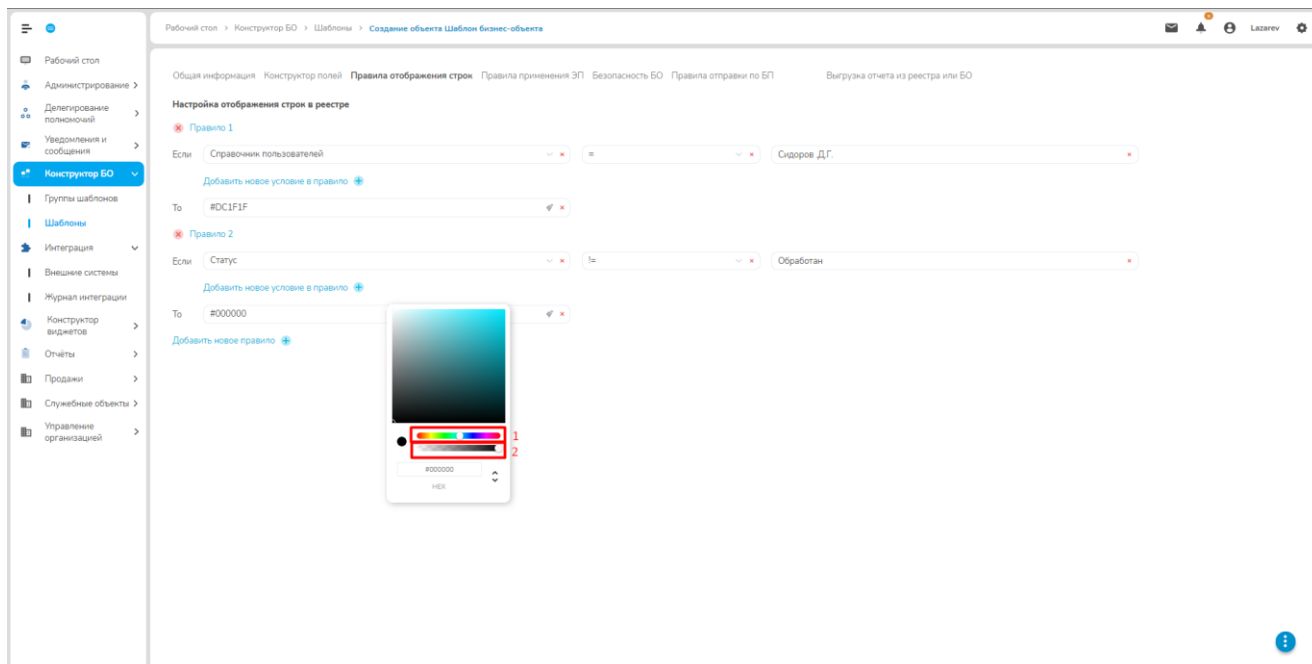 Рабочий стол > Конструктор БО > Шаблоны > Создание объекта Шаблон бизнес-объекта
Lazarev
Рабочий стол
Администрирование
Делегирование
полномочий
Уведомления и
сообщения
Конструктор БО
Группы шаблонов
Шаблоны
Интеграция
Внешние системы
Журнал интеграции
Конструктор
виджетов
Отчёты
Продажи
Служебные объекты
Управление
организацией
Общая информация Конструктор полей Правила отображения строк Правила применения ЭП Безопасность БО Правила отправки по БП Выгрузка отчета из реестра или БО
Настройка отображения строк в реестре
Правило 1
Если Справочник пользователей = Сидоров Д.Г.
Добавить новое условие в правило
То #DC1F1F
Правило 2
Если Статус != Обработан
Добавить новое условие в правило
То #000000
Добавить новое правило
1
2
#000000
HEX